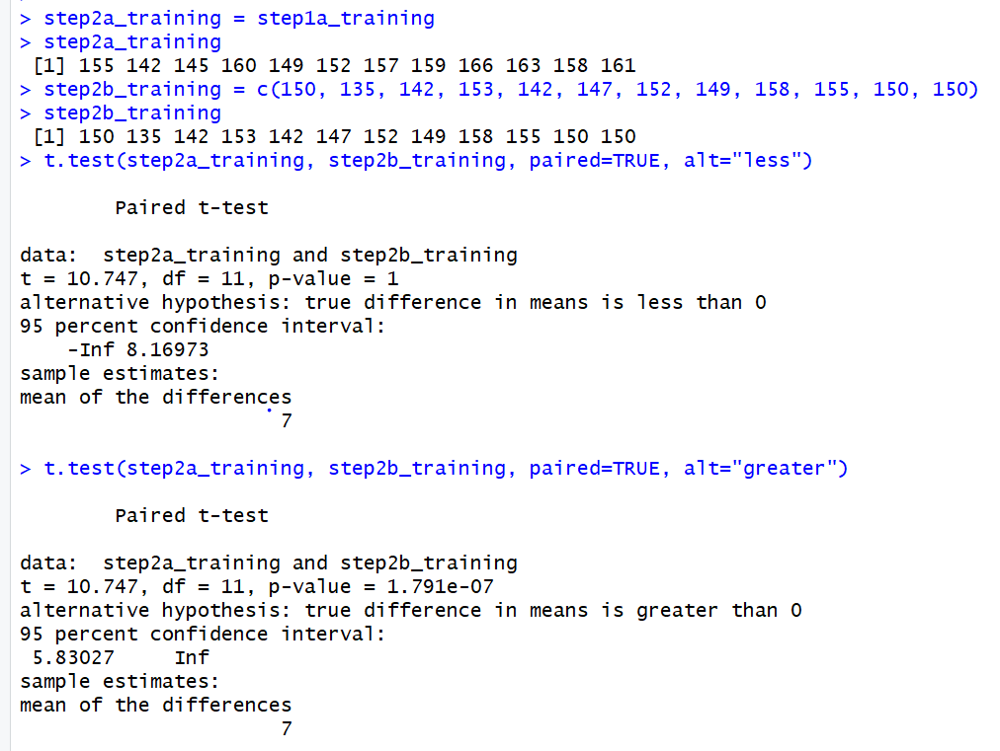 > step2a_training = step1a_training
> step2a_training
[1] 155 142 145 160 149 152 157 159 166 163 158 161
> step2b_training = c(150, 135, 142, 153, 142, 147, 152, 149, 158, 155, 150, 150)
> step2b_training
[1] 150 135 142 153 142 147 152 149 158 155 150 150
> t.test(step2a_training, step2b_training, paired=TRUE, alt="less")
Paired t-test
data:  step2a_training and step2b_training
t = 10.747, df = 11, p-value = 1
alternative hypothesis: true difference in means is less than 0
95 percent confidence interval:
-Inf 8.16973
sample estimates:
mean of the differences
7
> t.test(step2a_training, step2b_training, paired=TRUE, alt="greater")
Paired t-test
data:  step2a_training and step2b_training
t = 10.747, df = 11, p-value = 1.791e-07
alternative hypothesis: true difference in means is greater than 0
95 percent confidence interval:
5.83027     Inf
sample estimates:
mean of the differences
7